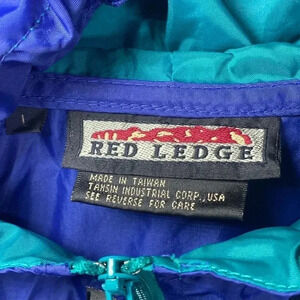 RED LEDGE
MADE IN TAIWAN
TAHSIN INDUSTRIAL CORP., USA
SEE REVERSE FOR CARE